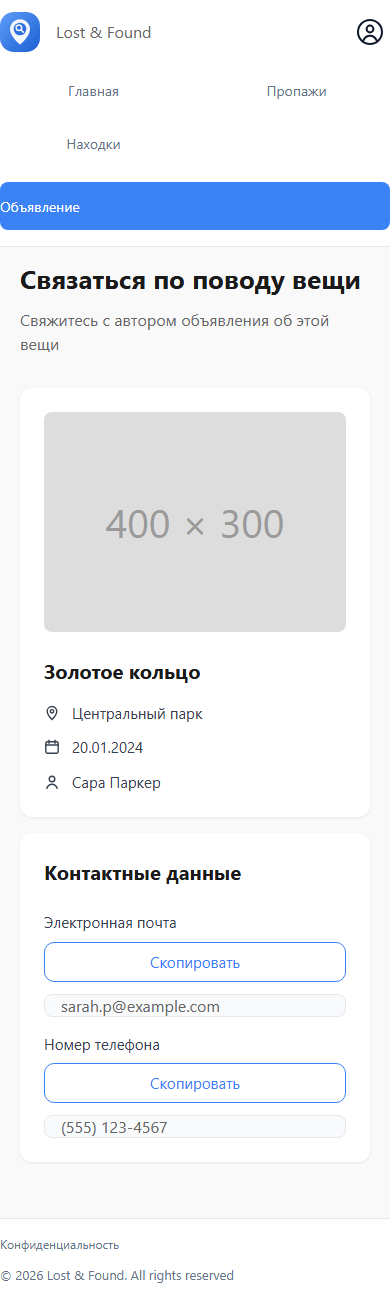 Lost & Found
Главная
Пропажи
Находки
Объявление
Связаться по поводу вещи
Свяжитесь с автором объявления об этой
вещи
400 × 300
Золотое кольцо
Центральный парк
20.01.2024
Сара Паркер
Контактные данные
Электронная почта
Скопировать
sarah.p@example.com
Номер телефона
Скопировать
(555) 123-4567
Конфиденциальность
© 2026 Lost & Found. All rights reserved